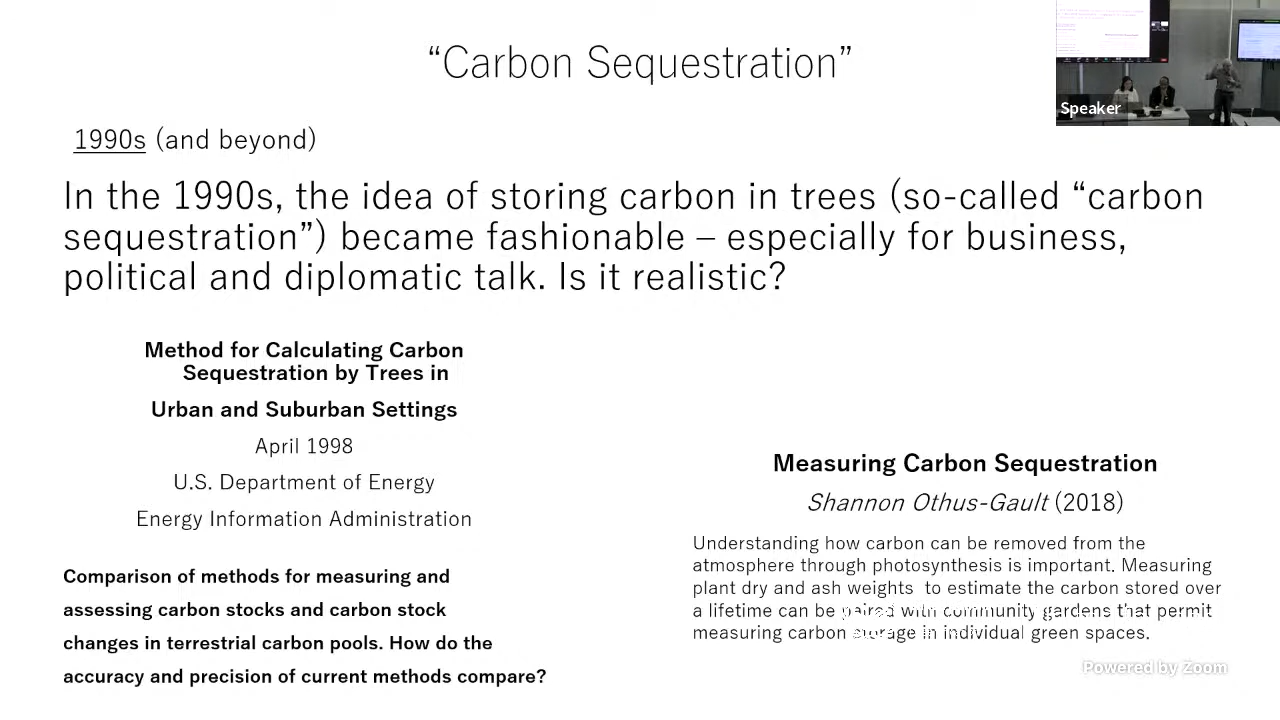 “Carbon Sequestration”
Speaker
1990s (and beyond)
In the 1990s, the idea of storing carbon in trees (so-called “carbon
sequestration”) became fashionable – especially for business,
political and diplomatic talk. Is it realistic?
Method for Calculating Carbon
Sequestration by Trees in
Urban and Suburban Settings
April 1998
U.S. Department of Energy
Energy Information Administration
Comparison of methods for measuring and
assessing carbon stocks and carbon stock
changes in terrestrial carbon pools. How do the
accuracy and precision of current methods compare?
Measuring Carbon Sequestration
Shannon Othus-Gault (2018)
Understanding how carbon can be removed from the
atmosphere through photosynthesis is important. Measuring
plant dry and ash weights to estimate the carbon stored over
a lifetime can be paired with community gardens that permit
measuring carbon storage in individual green spaces.
Powered by Zoom